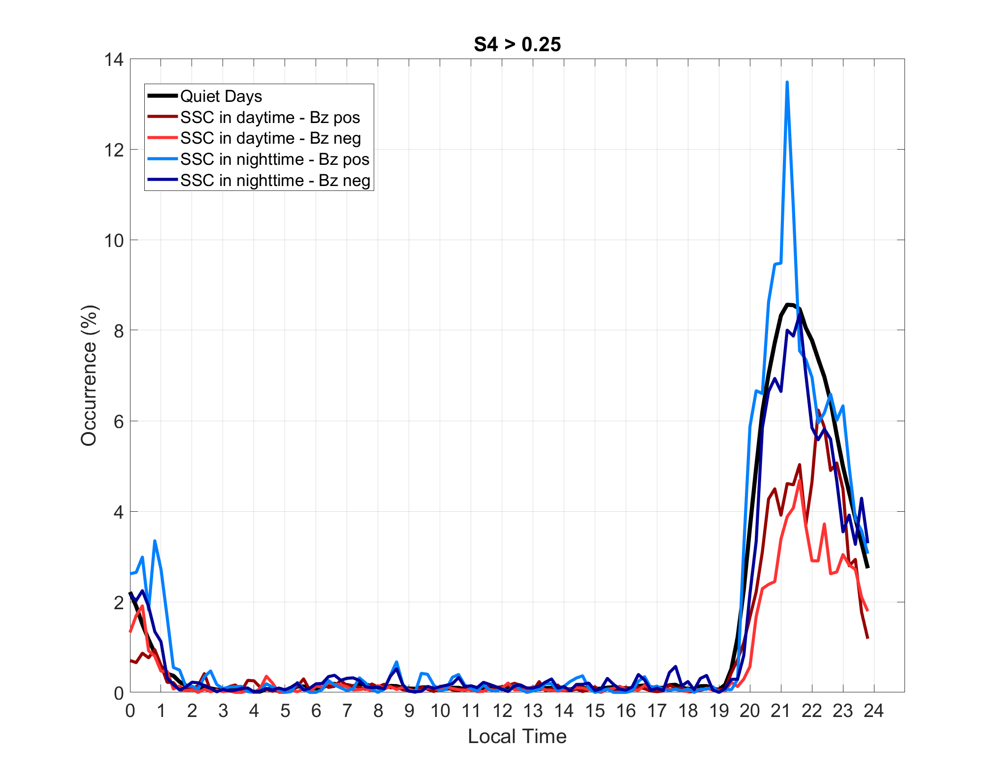 S4 > 0.25
14
12
10
8
6
4
2
0
Occurrence (%)
Quiet Days
SSC in daytime - Bz pos
SSC in daytime - Bz neg
SSC in nighttime - Bz pos
SSC in nighttime - Bz neg
0 1 2 3 4 5 6 7 8 9 10 11 12 13 14 15 16 17 18 19 20 21 22 23 24
Local Time